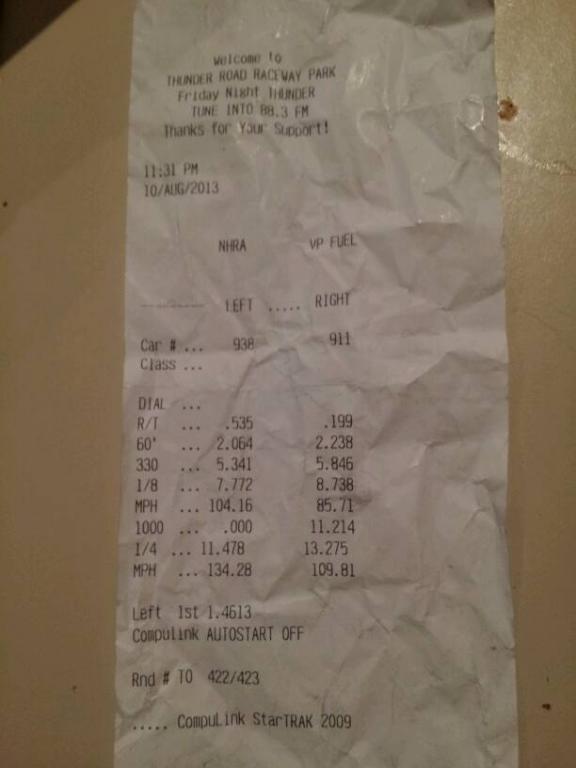 Welcome to
THUNDER ROAD RACEWAY PARK
Friday Night THUNDER
TUNE INTO 88.3 FM
Thanks for Your Support!
11:31 PM
10/AUG/2013
NHRA VP FUEL
---------- LEFT ..... RIGHT
Car # ... 938 911
Class ...
DIAL ...
R/T ... .535 .199
60' ... 2.064 2.238
330 ... 5.341 5.846
1/8 ... 7.772 8.738
MPH ... 104.16 85.71
1000 ... .000 11.214
1/4 ... 11.478 13.275
MPH ... 134.28 109.81
Left 1st 1.4613
CompuLink AUTOSTART OFF
Rnd # TO 422/423
..... CompuLink StarTRAK 2009